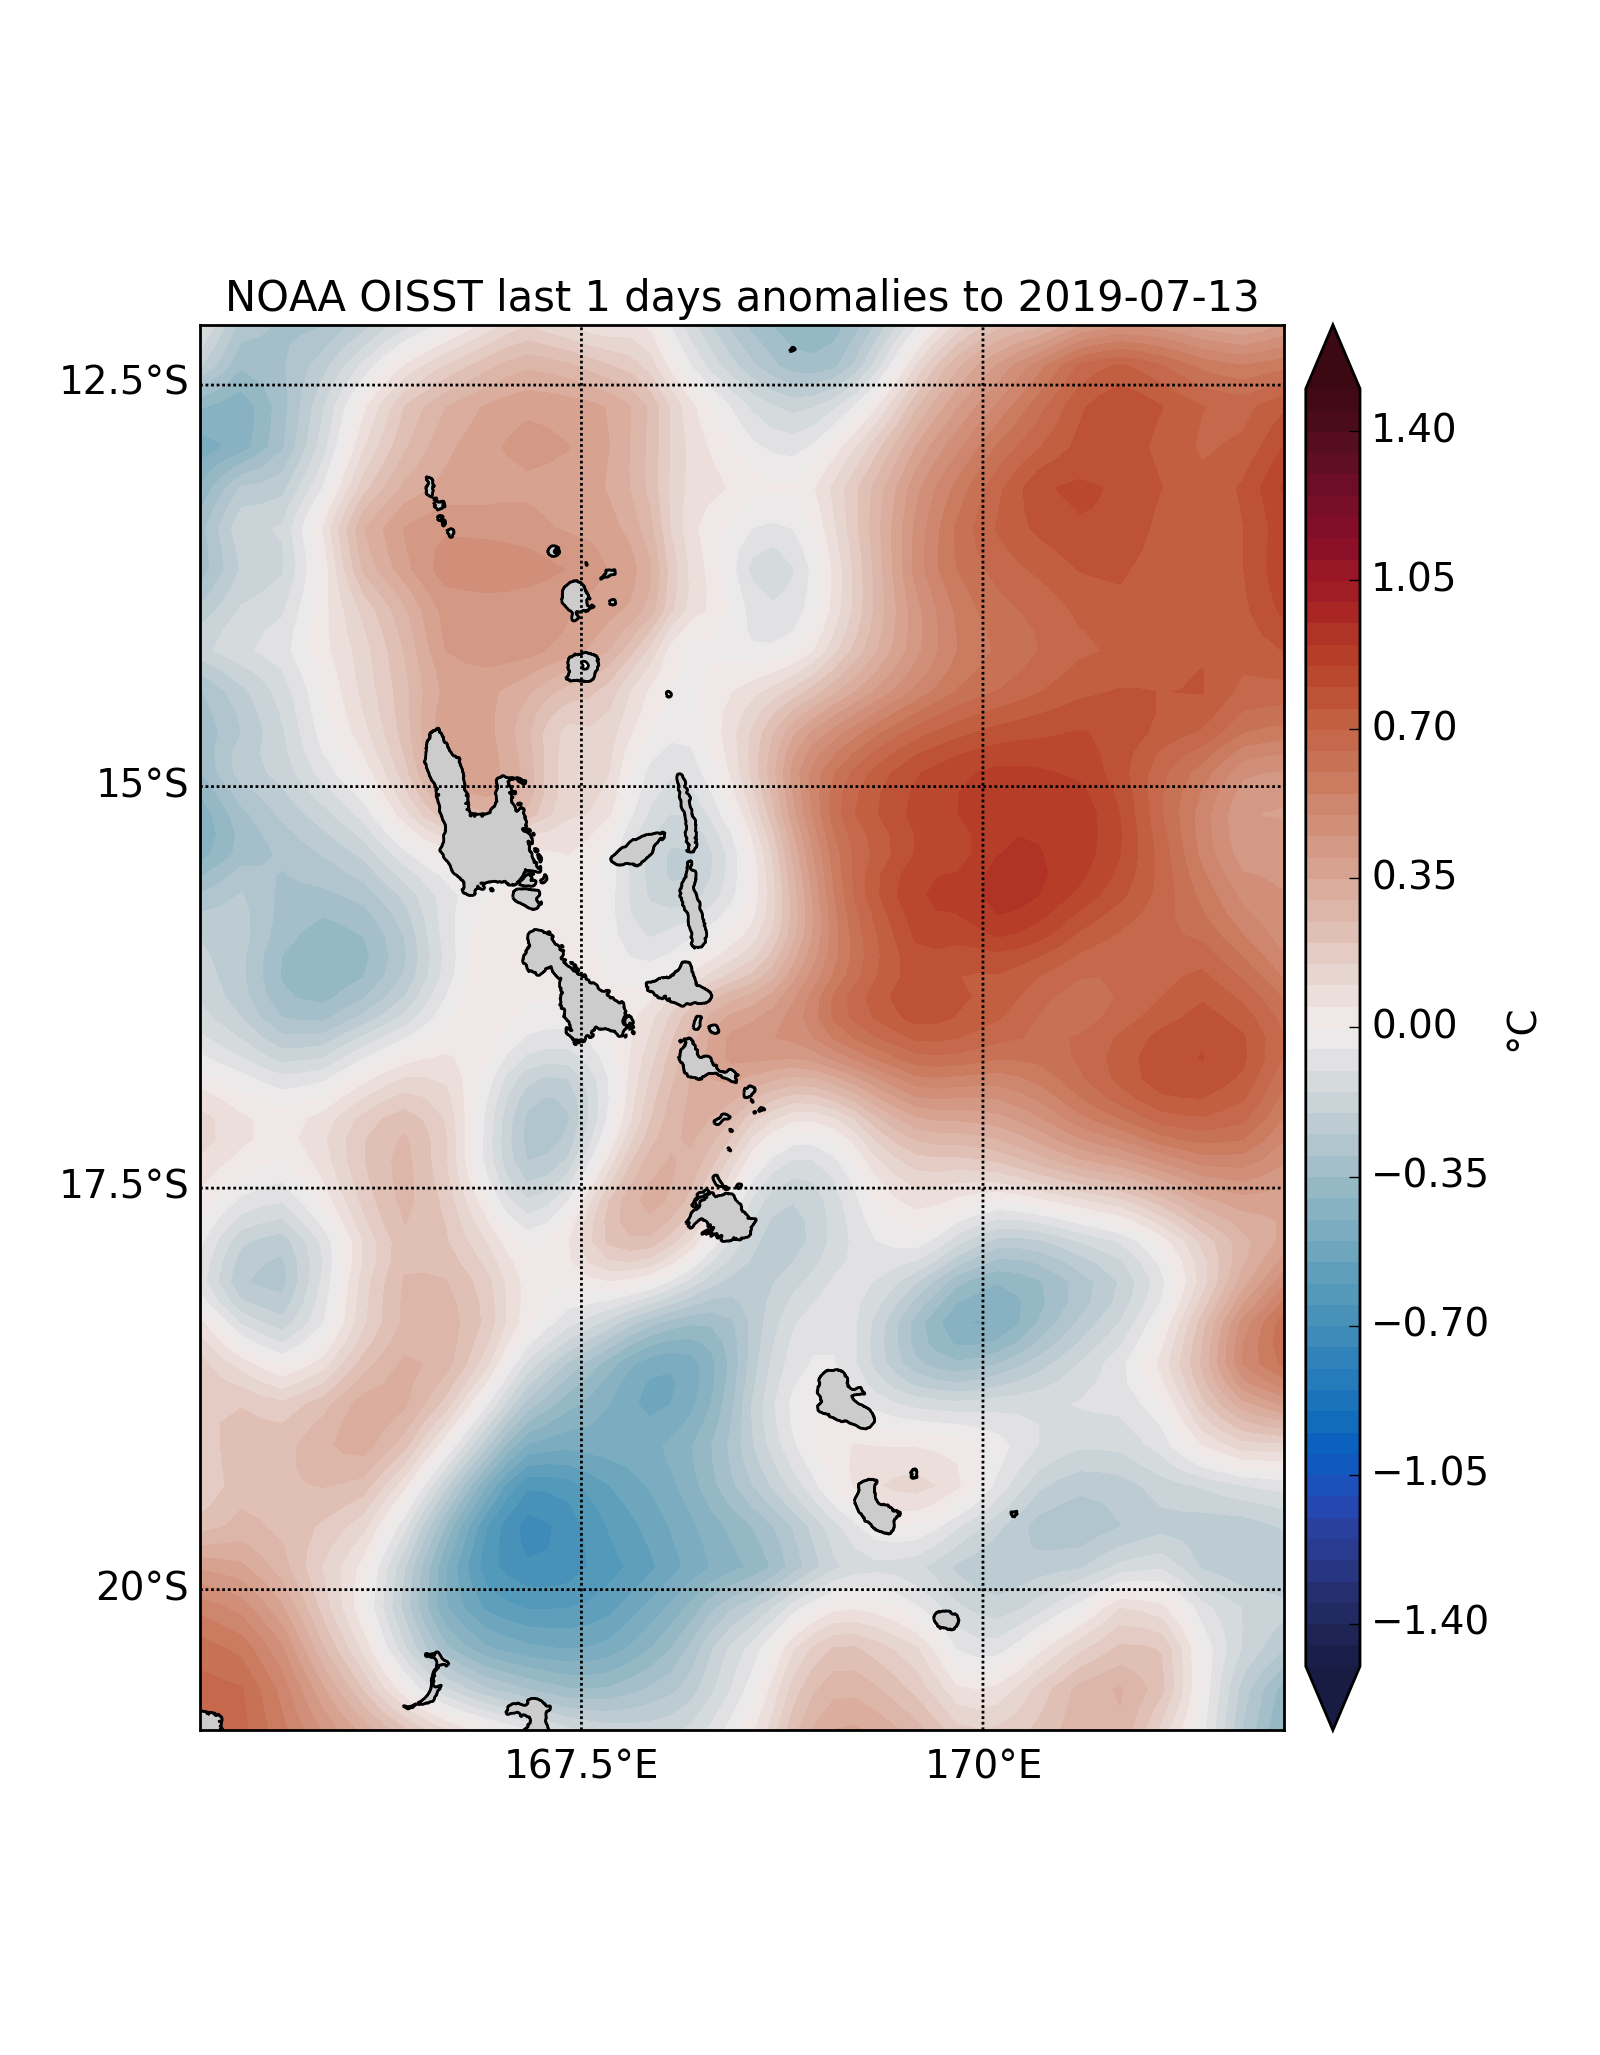 NOAA OISST last 1 days anomalies to 2019-07-13
12.5°S
15°S
17.5°S
20°S
167.5°E
170°E
1.40
1.05
0.70
0.35
0.00
−0.35
−0.70
−1.05
−1.40
°C